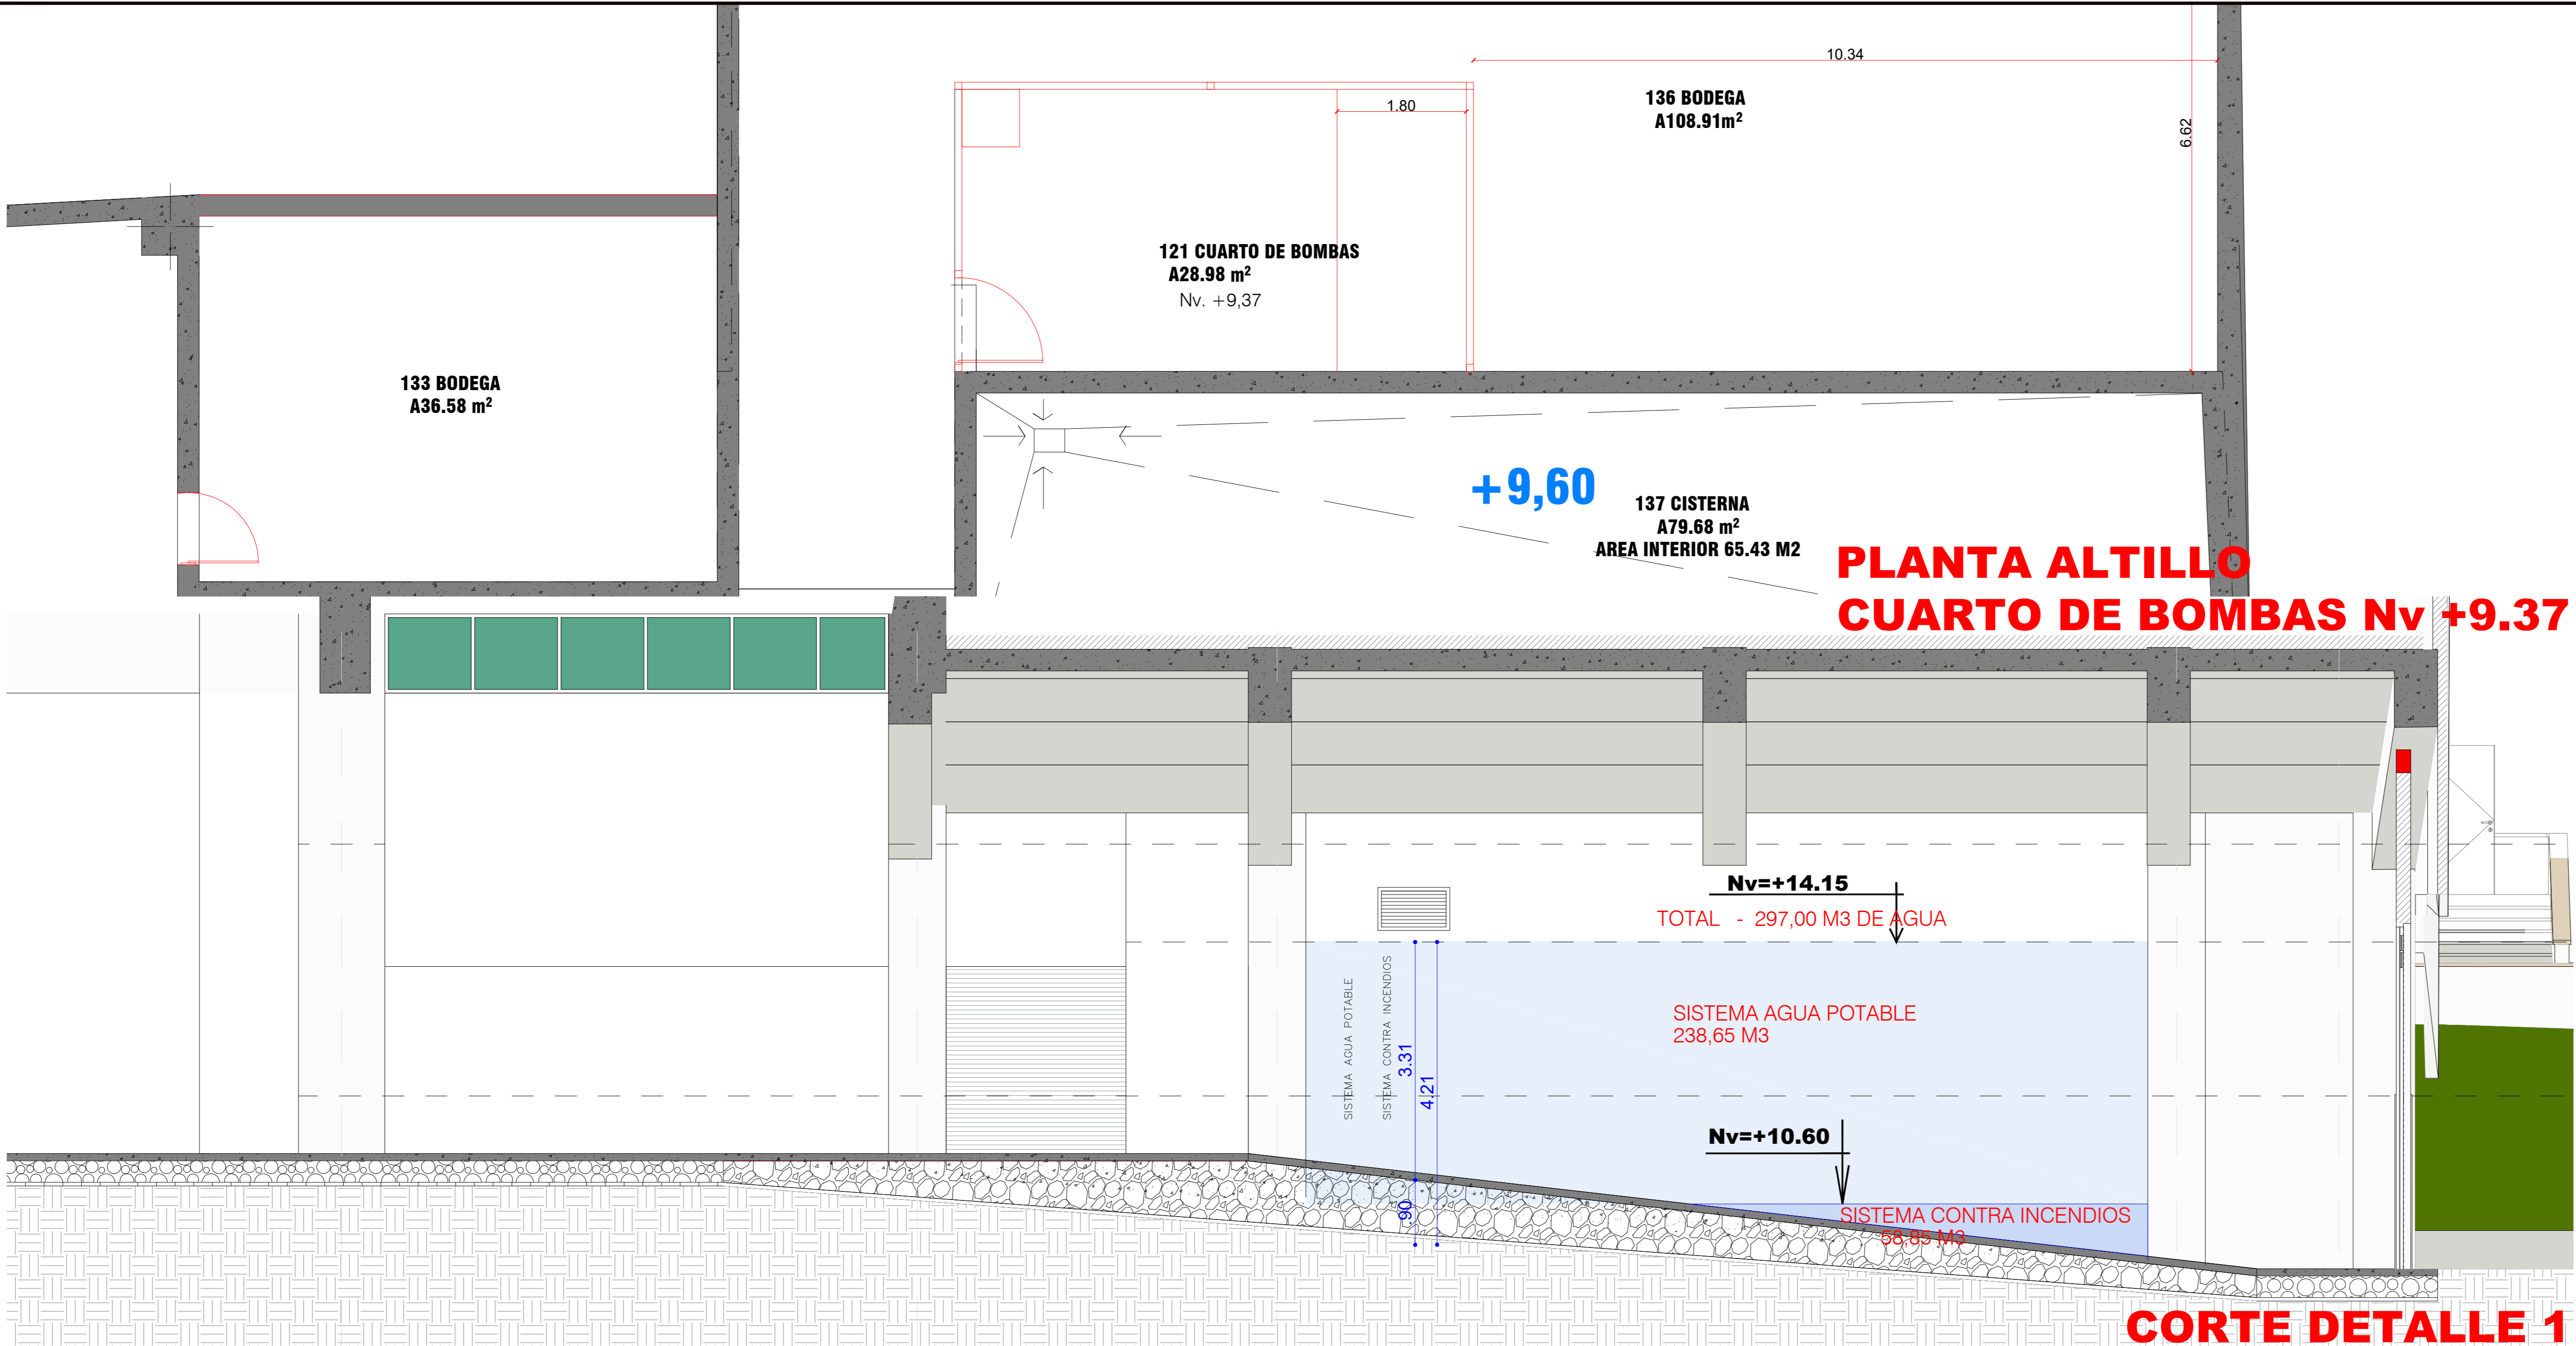 10.34
136 BODEGA
A108.91m²
1.80
6.62
121 CUARTO DE BOMBAS
A28.98 m²
Nv. +9,37
133 BODEGA
A36.58 m²
+9,60
137 CISTERNA
A79.68 m²
AREA INTERIOR 65.43 M2
PLANTA ALTILLO
CUARTO DE BOMBAS Nv +9.37
Nv=+14.15
TOTAL - 297,00 M3 DE AGUA
SISTEMA AGUA POTABLE
SISTEMA CONTRA INCENDIOS
3.31
4.21
SISTEMA AGUA POTABLE
238,65 M3
Nv=+10.60
.90
SISTEMA CONTRA INCENDIOS
58,85 M3
CORTE DETALLE 1